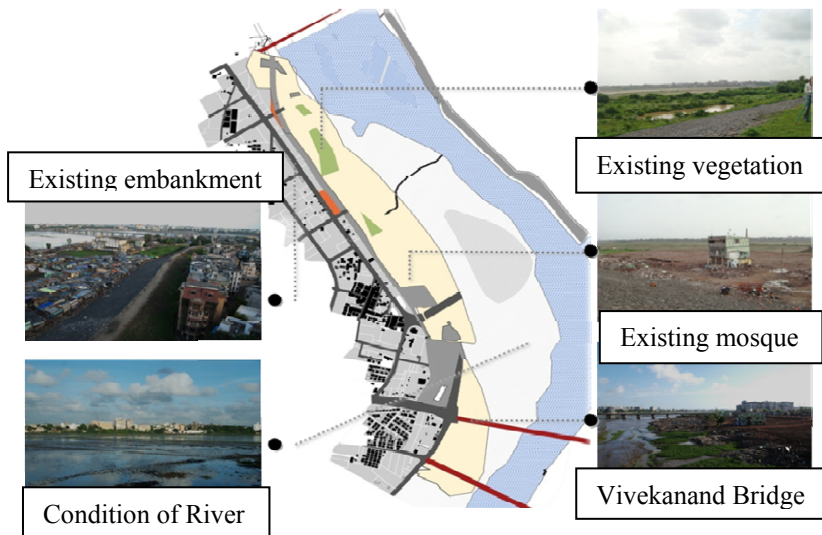 Existing vegetation
Existing embankment
Existing mosque
Vivekanand Bridge
Condition of River